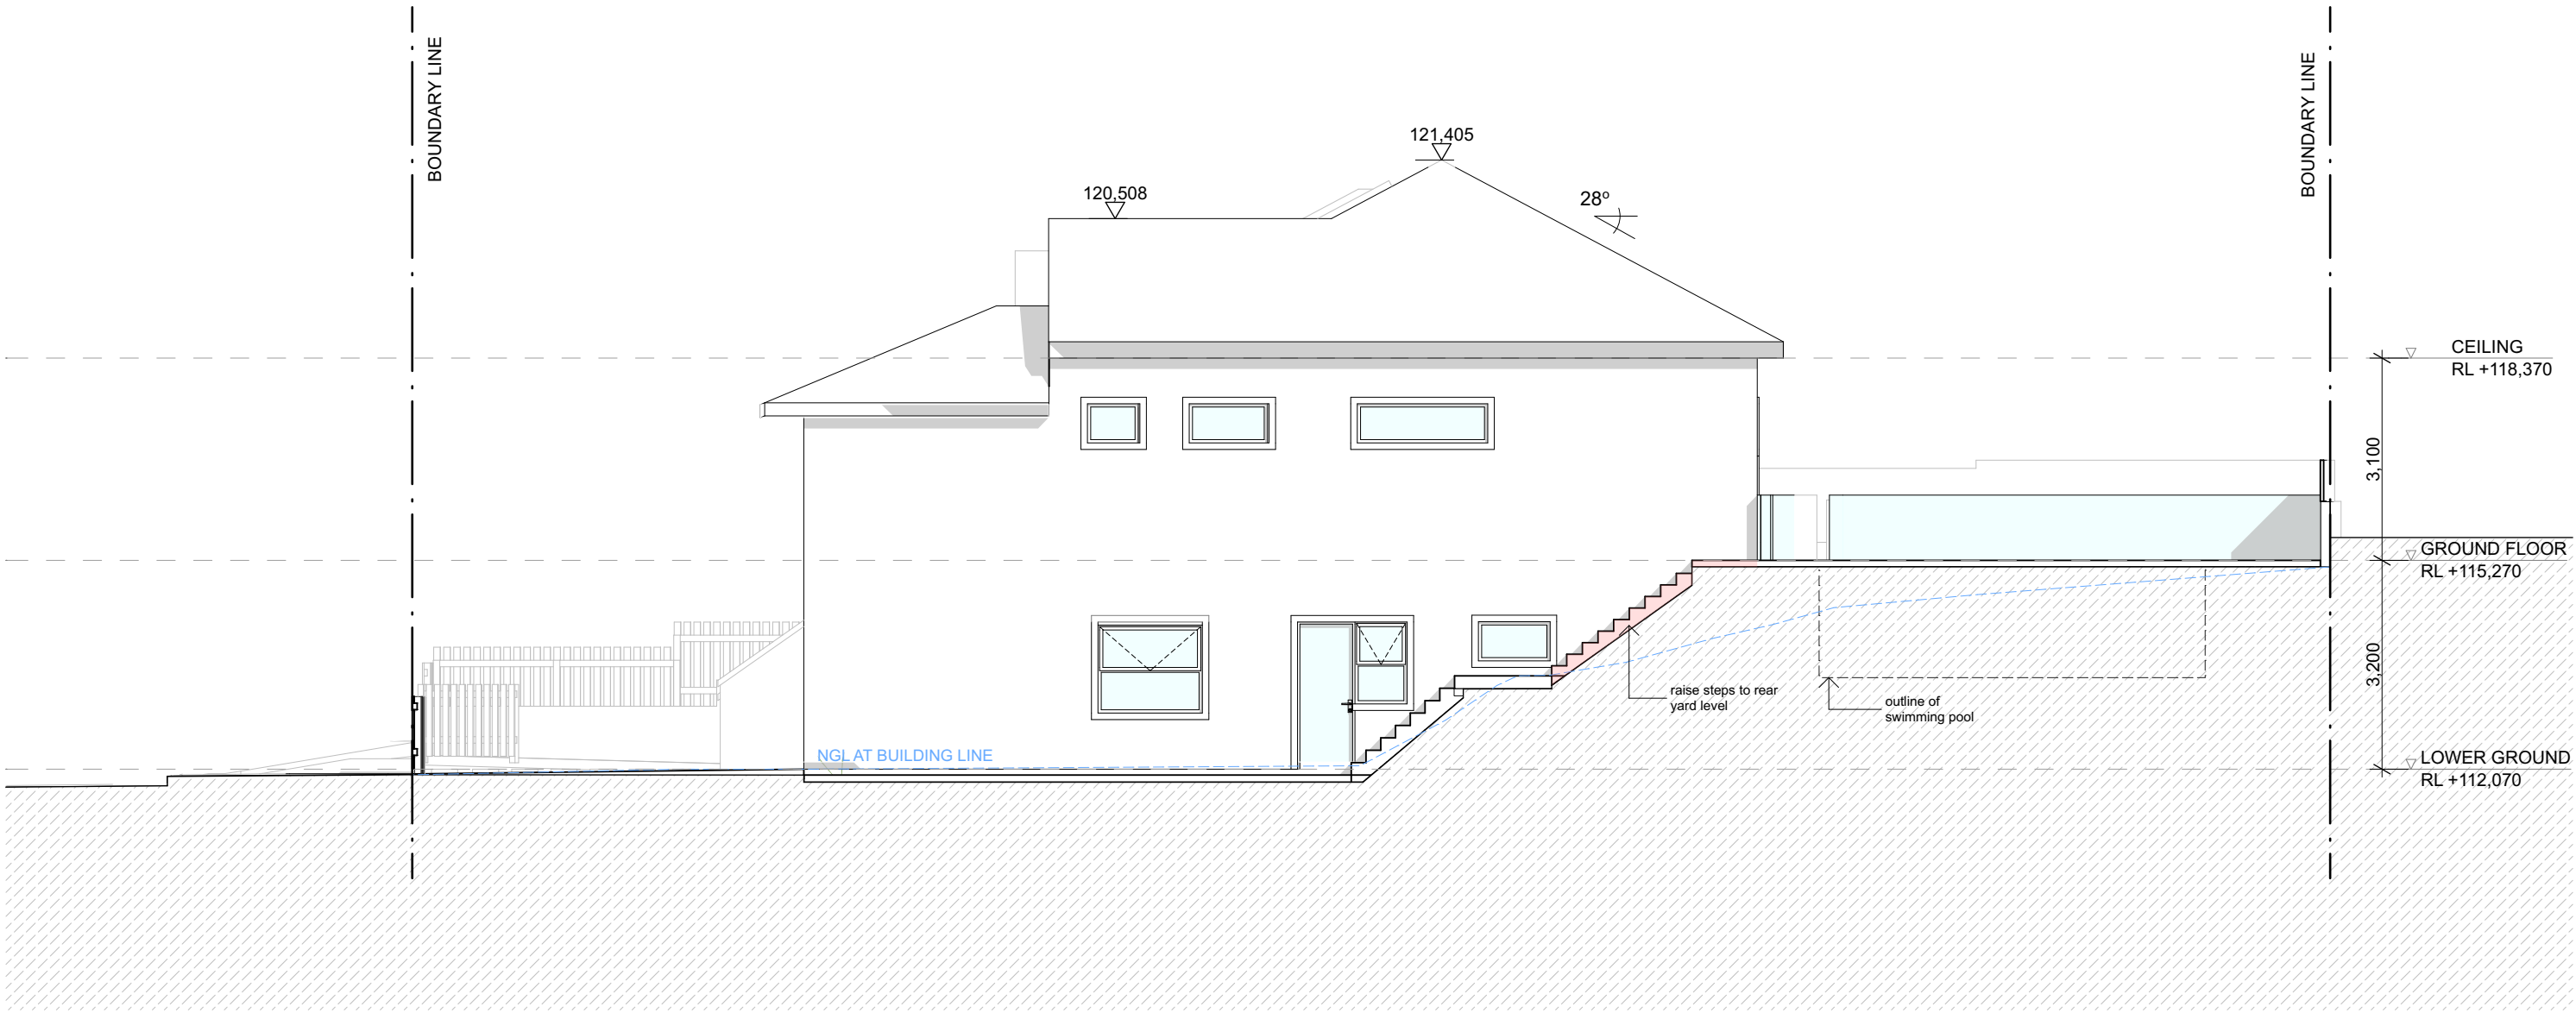 BOUNDARY LINE
BOUNDARY LINE
121,405
120,508
28º
CEILING
RL +118,370
3,100
GROUND FLOOR
RL +115,270
3,200
raise steps to rear
yard level
outline of
swimming pool
NGL AT BUILDING LINE
LOWER GROUND
RL +112,070